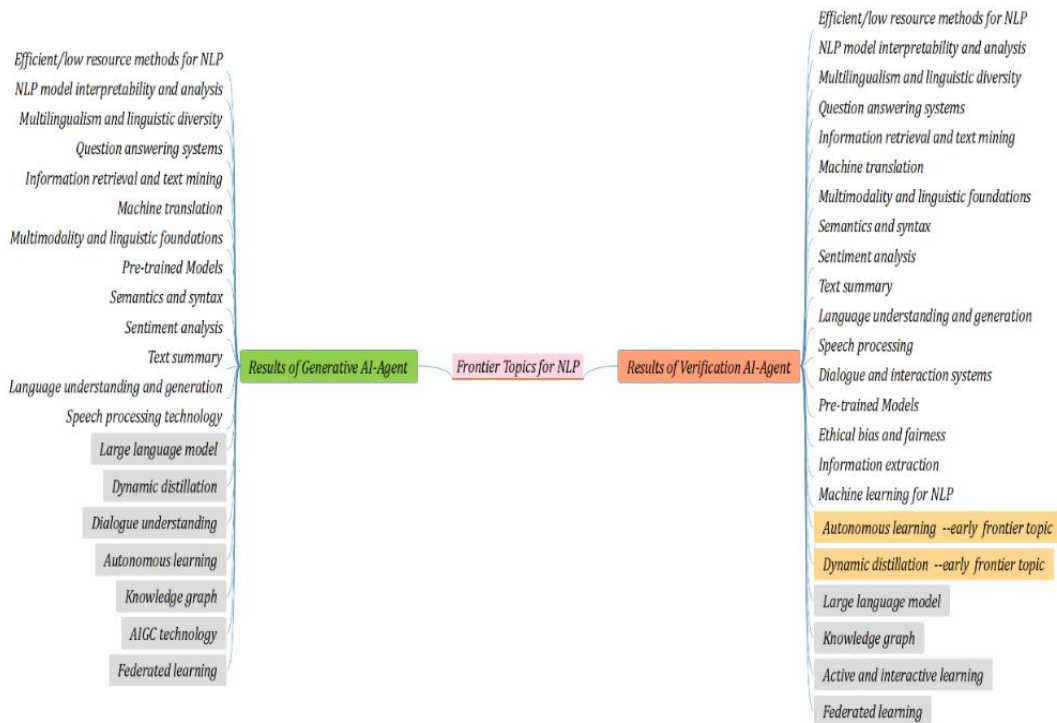 Efficient/low resource methods for NLP
NLP model interpretability and analysis
Multilingualism and linguistic diversity
Question answering systems
Information retrieval and text mining
Machine translation
Multimodality and linguistic foundations
Pre-trained Models
Semantics and syntax
Sentiment analysis
Text summary
Language understanding and generation
Speech processing technology
Large language model
Dynamic distillation
Dialogue understanding
Autonomous learning
Knowledge graph
AIGC technology
Federated learning
Results of Generative AI-Agent
Frontier Topics for NLP
Results of Verification AI-Agent
Efficient/low resource methods for NLP
NLP model interpretability and analysis
Multilingualism and linguistic diversity
Question answering systems
Information retrieval and text mining
Machine translation
Multimodality and linguistic foundations
Semantics and syntax
Sentiment analysis
Text summary
Language understanding and generation
Speech processing
Dialogue and interaction systems
Pre-trained Models
Ethical bias and fairness
Information extraction
Machine learning for NLP
Autonomous learning --early frontier topic
Dynamic distillation --early frontier topic
Large language model
Knowledge graph
Active and interactive learning
Federated learning